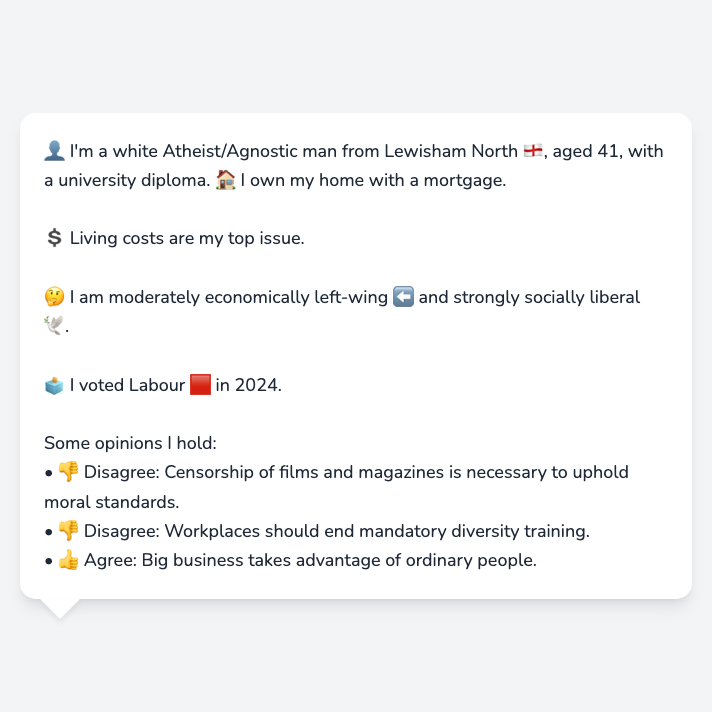 👤 I'm a white Atheist/Agnostic man from Lewisham North 🏴󠁧󠁢󠁥󠁮󠁧󠁿, aged 41, with
a university diploma. 🏠 I own my home with a mortgage.
💲 Living costs are my top issue.
🤔 I am moderately economically left-wing ⬅️ and strongly socially liberal
🕊️.
🗳️ I voted Labour 🟥 in 2024.
Some opinions I hold:
• 👎 Disagree: Censorship of films and magazines is necessary to uphold
moral standards.
• 👎 Disagree: Workplaces should end mandatory diversity training.
• 👍 Agree: Big business takes advantage of ordinary people.